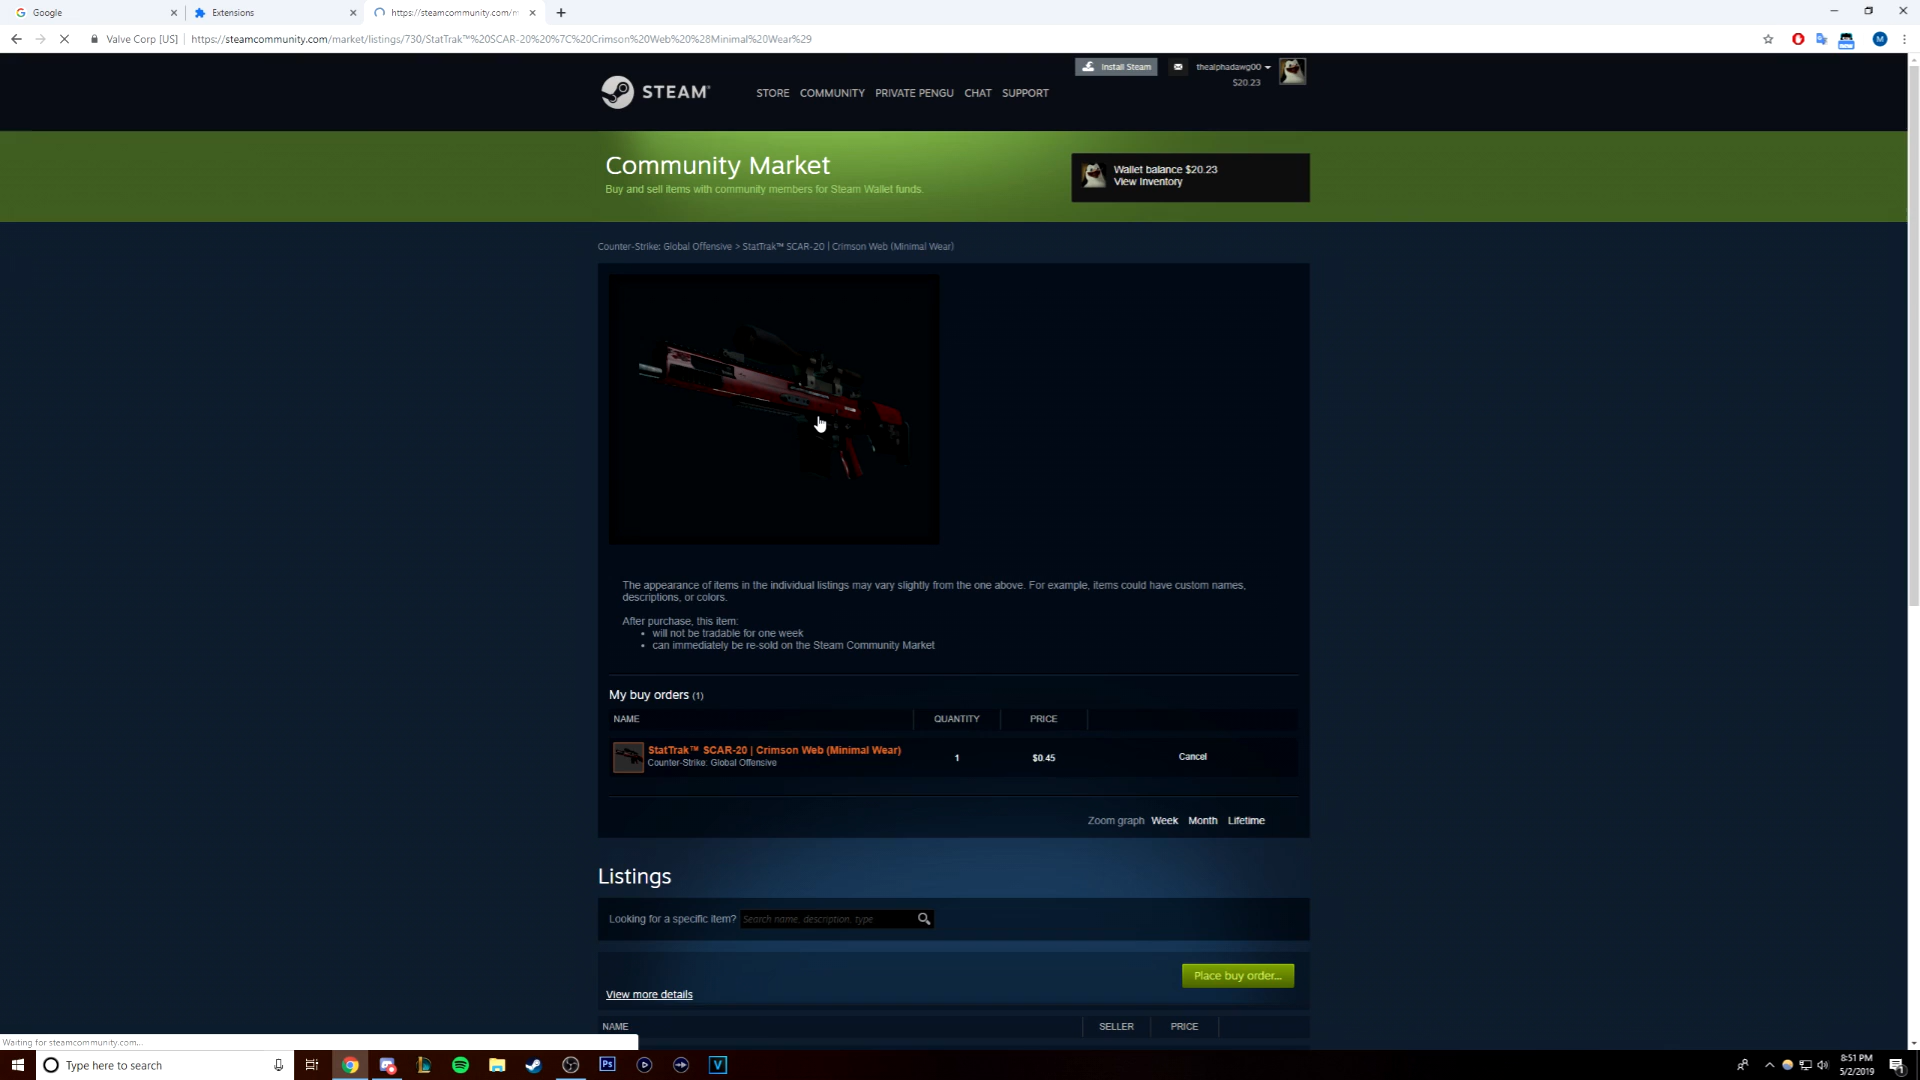 Google
Extensions
https://steamcommunity.com/m
Valve Corp [US]
https://steamcommunity.com/market/listings/730/StatTrak™%20SCAR-20%20%7C%20Crimson%20Web%20%28Minimal%20Wear%29
M
Install Steam
thealphadawg00
$20.23
STEAM®
STORE
COMMUNITY
PRIVATE PENGU
CHAT
SUPPORT
Community Market
Buy and sell items with community members for Steam Wallet funds.
Wallet balance $20.23
View Inventory
Counter-Strike: Global Offensive > StatTrak™ SCAR-20 | Crimson Web (Minimal Wear)
The appearance of items in the individual listings may vary slightly from the one above. For example, items could have custom names,
descriptions, or colors.
After purchase, this item:
• will not be tradable for one week
• can immediately be re-sold on the Steam Community Market
My buy orders (1)
NAME
QUANTITY
PRICE
StatTrak™ SCAR-20 | Crimson Web (Minimal Wear)
Counter-Strike: Global Offensive
1
$0.45
Cancel
Zoom graph Week Month Lifetime
Listings
Looking for a specific item?
Search name, description, type
Place buy order...
View more details
NAME
SELLER
PRICE
Waiting for steamcommunity.com...
Type here to search
Ps
V
8:51 PM
5/2/2019